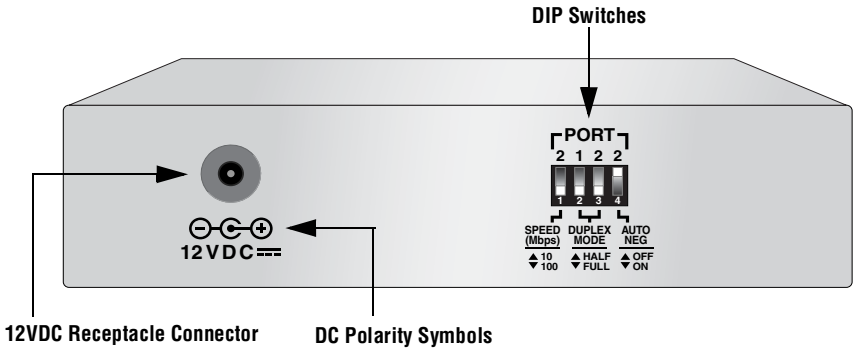 DIP Switches
PORT
2 1 2 2
1 2 3 4
SPEED (Mbps)
10
100
DUPLEX MODE
HALF
FULL
AUTO NEG
OFF
ON
12VDC
12VDC Receptacle Connector
DC Polarity Symbols